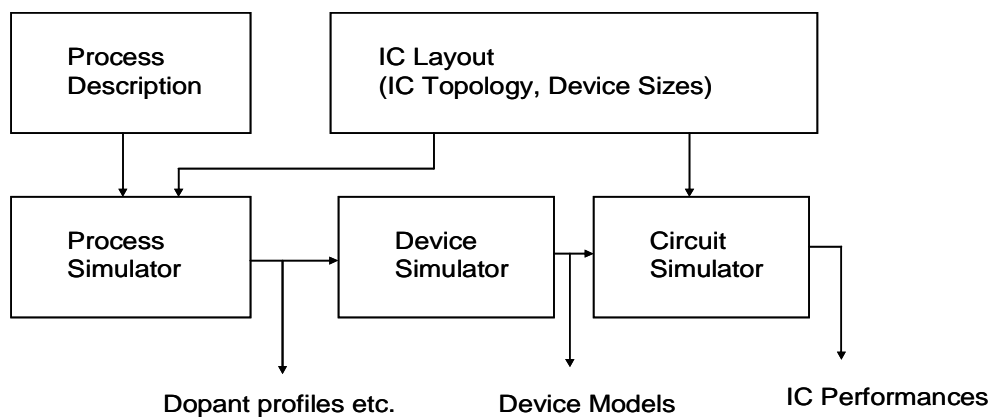 Process
Description
IC Layout
(IC Topology, Device Sizes)
Process
Simulator
Device
Simulator
Circuit
Simulator
Dopant profiles etc.
Device Models
IC Performances